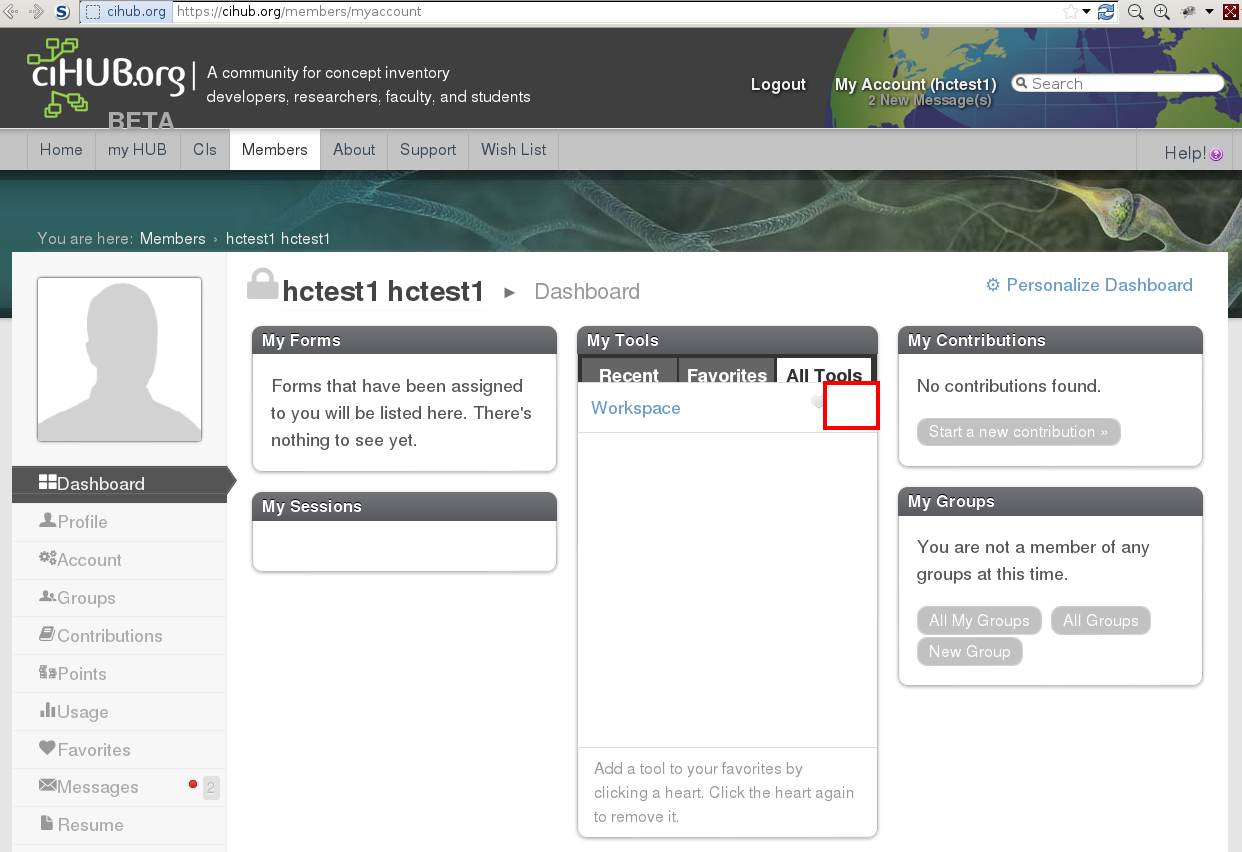 cihub.org https://cihub.org/members/myaccount
ciHUB.org
BETA
A community for concept inventory
developers, researchers, faculty, and students
Logout
My Account (hctest1)
2 New Message(s)
Search
Home my HUB CIs Members About Support Wish List Help!
You are here: Members › hctest1 hctest1
hctest1 hctest1 ▸ Dashboard
Personalize Dashboard
Dashboard
Profile
Account
Groups
Contributions
Points
Usage
Favorites
Messages 2
Resume
My Forms
Forms that have been assigned
to you will be listed here. There's
nothing to see yet.
My Sessions
My Tools
Recent Favorites All Tools
Workspace
Add a tool to your favorites by
clicking a heart. Click the heart again
to remove it.
My Contributions
No contributions found.
Start a new contribution »
My Groups
You are not a member of any
groups at this time.
All My Groups All Groups
New Group